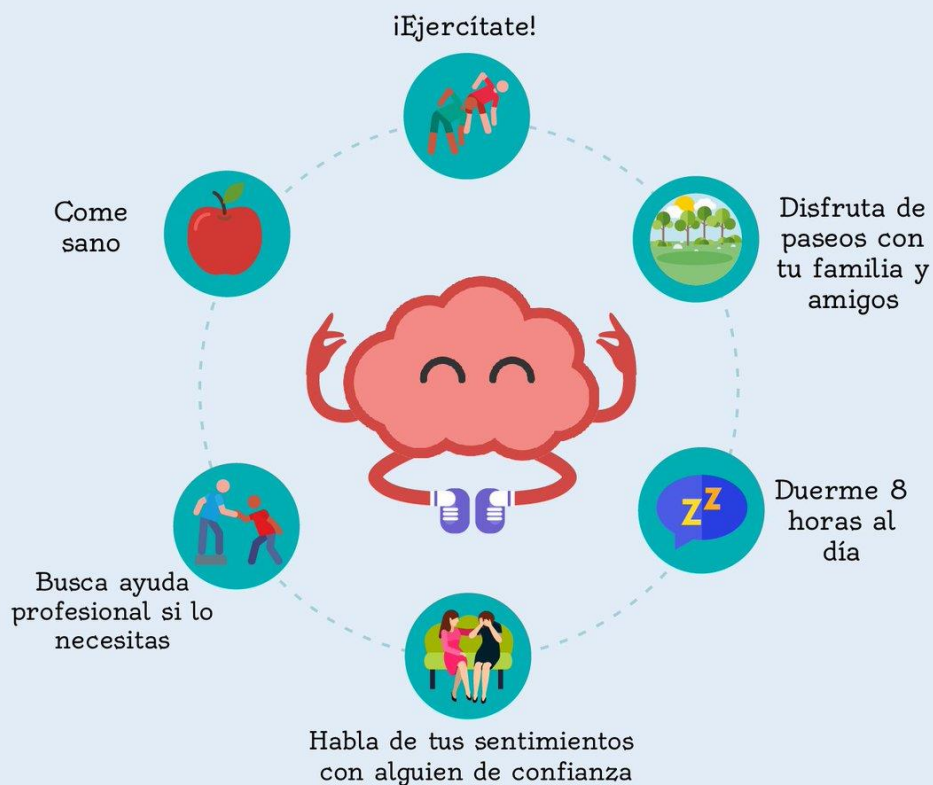 ¡Ejercítate!
Come
sano
Disfruta de
paseos con
tu familia y
amigos
zz
Duerme 8
horas al
día
Busca ayuda
profesional si lo
necesitas
Habla de tus sentimientos
con alguien de confianza